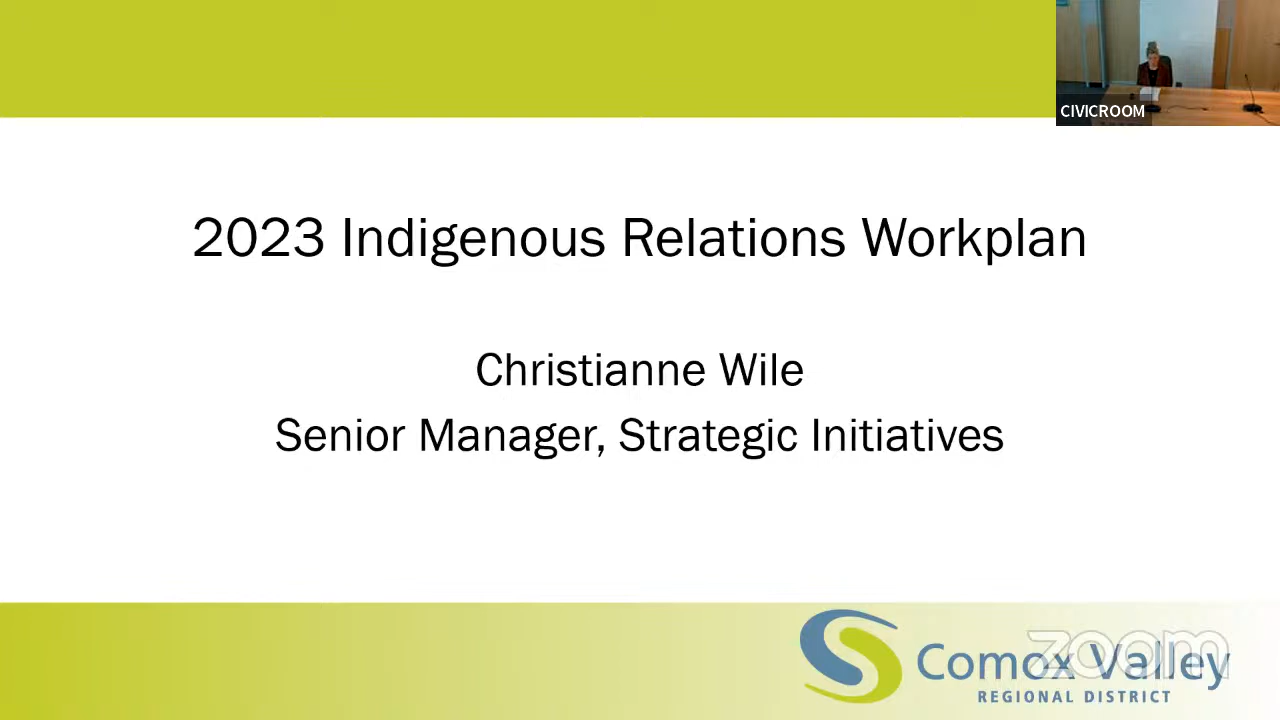 CIVICROOM
2023 Indigenous Relations Workplan
Christianne Wile
Senior Manager, Strategic Initiatives
zoom
Comox Valley
REGIONAL DISTRICT